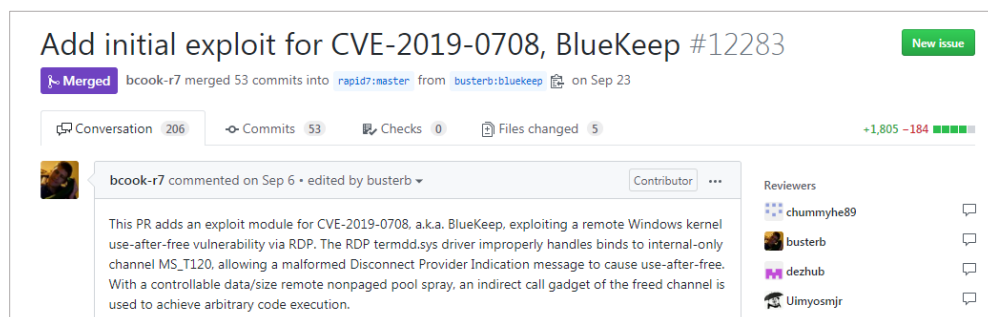 Add initial exploit for CVE-2019-0708, BlueKeep #12283
New issue
Merged bcook-r7 merged 53 commits into rapid7:master from busterb:bluekeep on Sep 23
Conversation 206 Commits 53 Checks 0 Files changed 5 +1,805 −184
bcook-r7 commented on Sep 6 • edited by busterb Contributor
This PR adds an exploit module for CVE-2019-0708, a.k.a. BlueKeep, exploiting a remote Windows kernel
use-after-free vulnerability via RDP. The RDP termdd.sys driver improperly handles binds to internal-only
channel MS_T120, allowing a malformed Disconnect Provider Indication message to cause use-after-free.
With a controllable data/size remote nonpaged pool spray, an indirect call gadget of the freed channel is
used to achieve arbitrary code execution.
Reviewers
chummyhe89
busterb
dezhub
Uimyosmjr